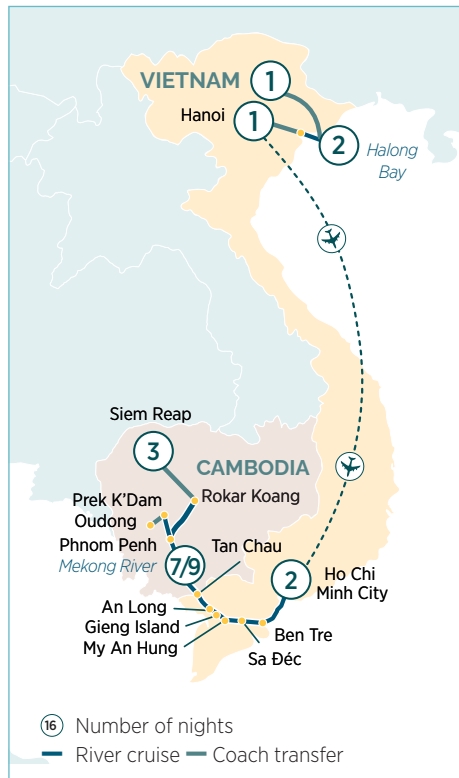 VIETNAM
1
Hanoi
1
2
Halong
Bay
Siem Reap
3
CAMBODIA
Prek K’Dam
Rokar Koang
Oudong
Phnom Penh
Tan Chau
Mekong River
7/9
2
Ho Chi
Minh City
An Long
Gieng Island
My An Hung
Ben Tre
Sa Déc
16 Number of nights
River cruise
Coach transfer